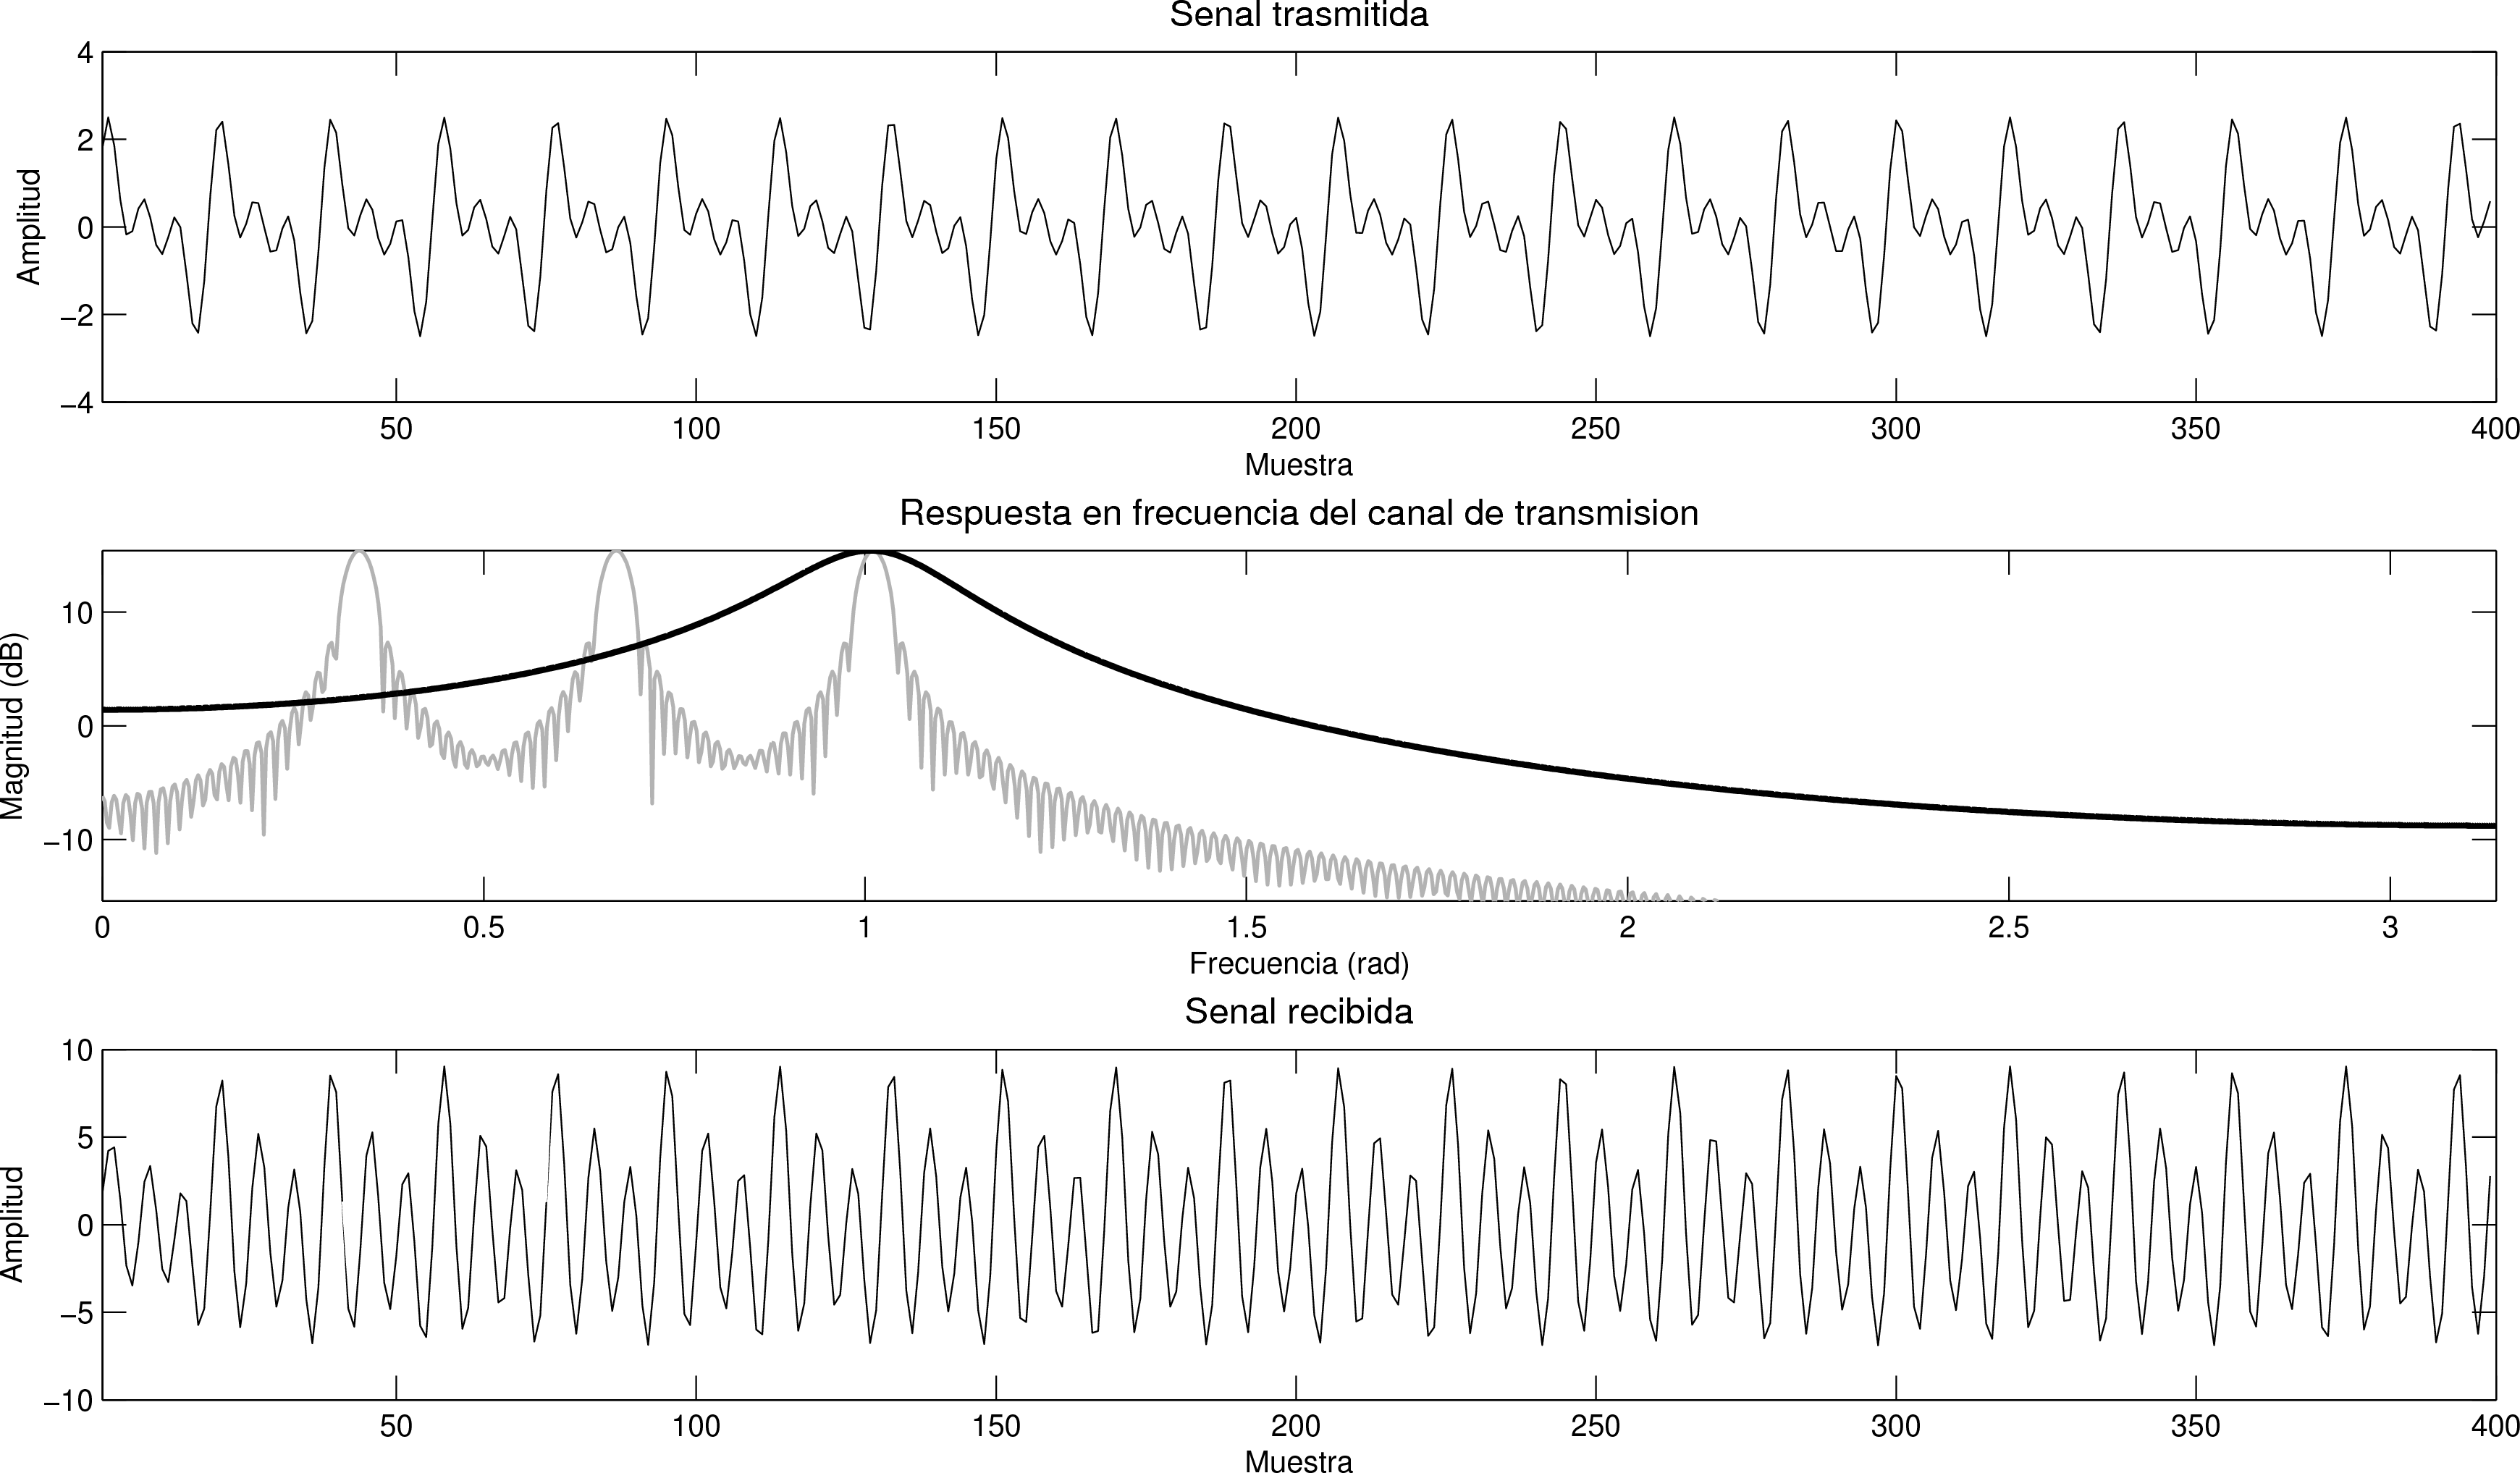 Senal trasmitida
4
2
0
−2
−4
Amplitud
50 100 150 200 250 300 350 400
Muestra
Respuesta en frecuencia del canal de transmision
10
0
−10
Magnitud (dB)
0 0.5 1 1.5 2 2.5 3
Frecuencia (rad)
Senal recibida
10
5
0
−5
−10
Amplitud
50 100 150 200 250 300 350 400
Muestra